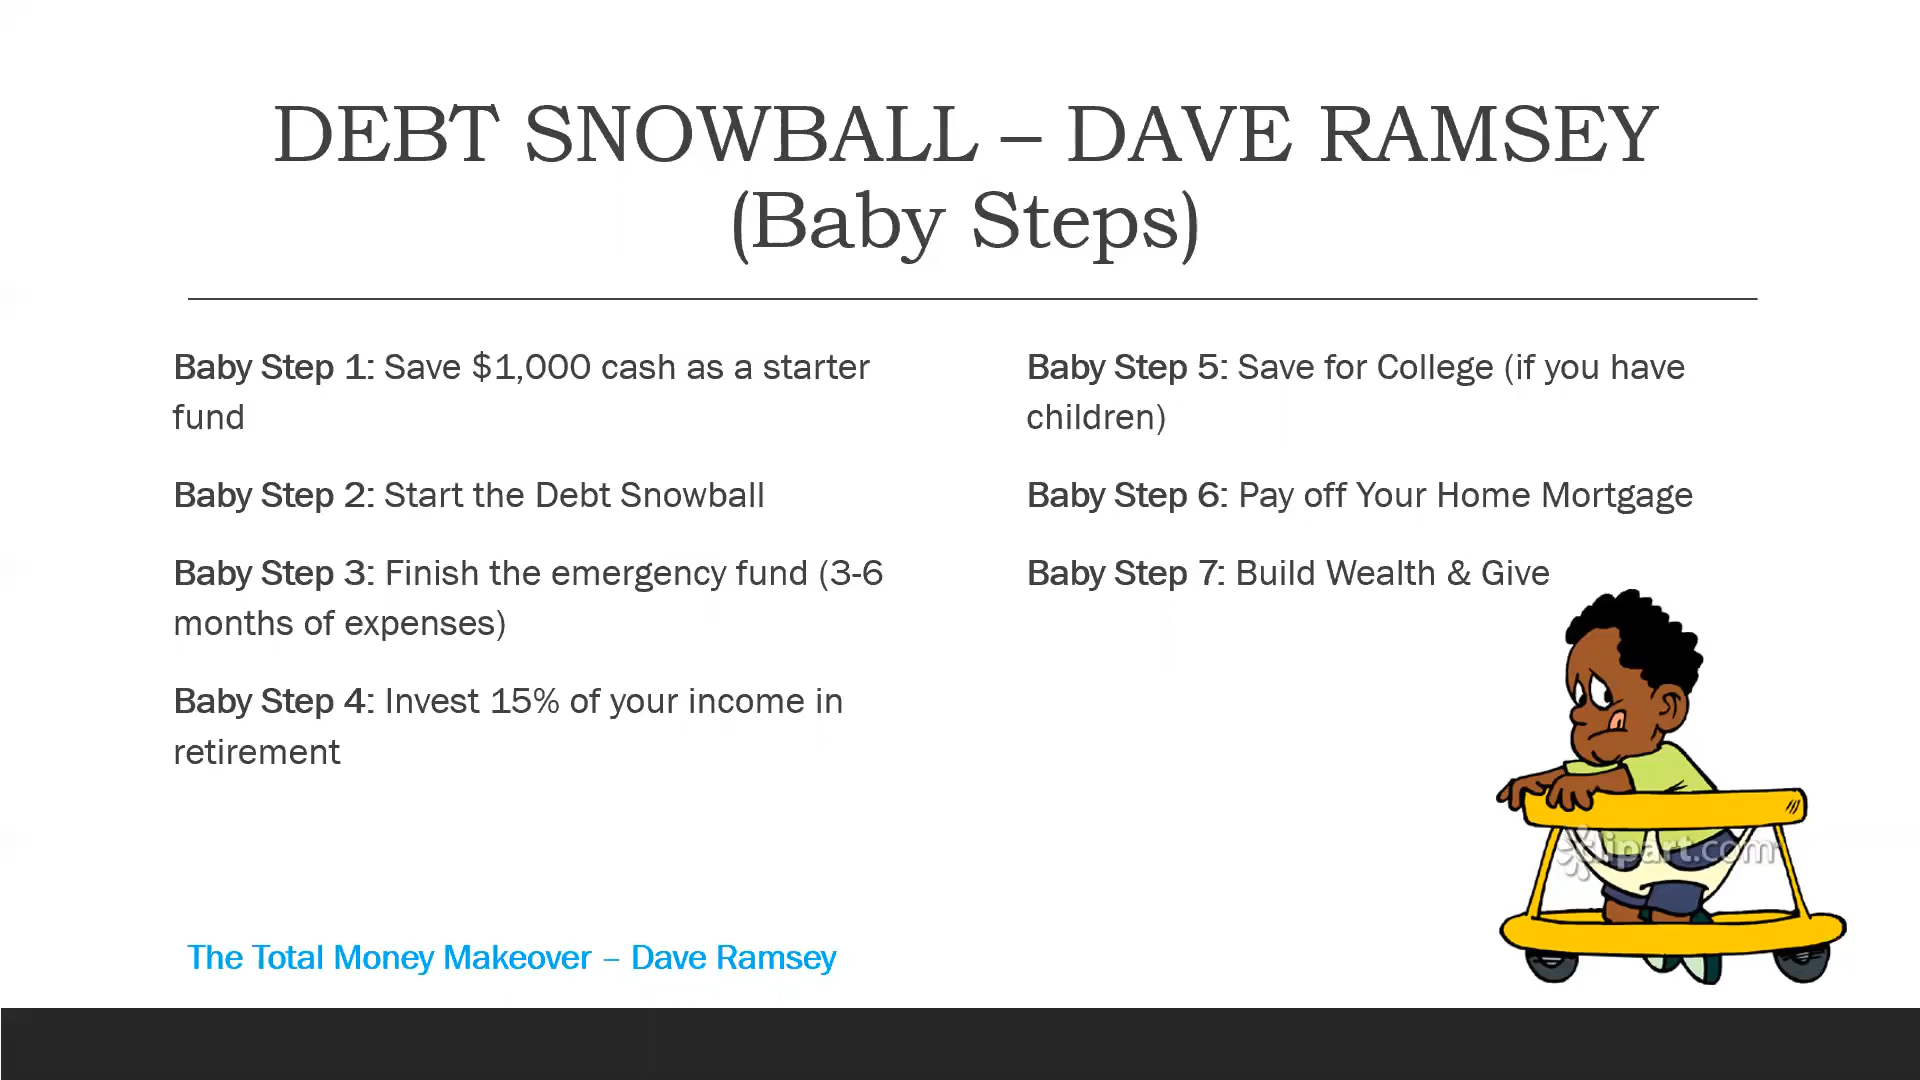 DEBT SNOWBALL – DAVE RAMSEY
(Baby Steps)
Baby Step 1: Save $1,000 cash as a starter
fund
Baby Step 2: Start the Debt Snowball
Baby Step 3: Finish the emergency fund (3-6
months of expenses)
Baby Step 4: Invest 15% of your income in
retirement
Baby Step 5: Save for College (if you have
children)
Baby Step 6: Pay off Your Home Mortgage
Baby Step 7: Build Wealth & Give
clipart.com
The Total Money Makeover – Dave Ramsey